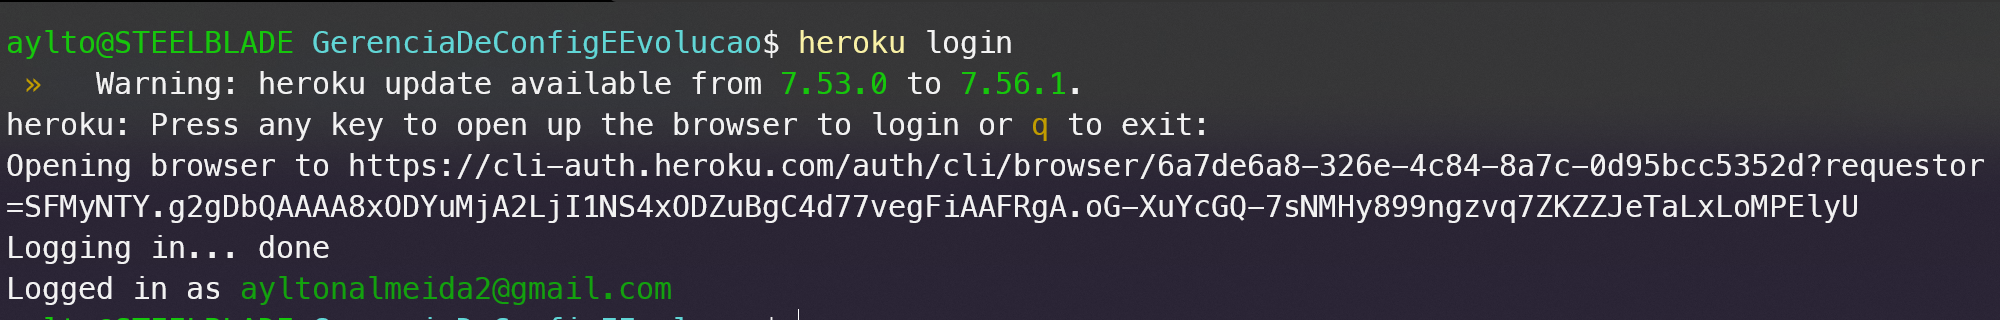 aylto@STEELBLADE GerenciaDeConfigEEvolucao$ heroku login
»   Warning: heroku update available from 7.53.0 to 7.56.1.
heroku: Press any key to open up the browser to login or q to exit:
Opening browser to https://cli-auth.heroku.com/auth/cli/browser/6a7de6a8-326e-4c84-8a7c-0d95bcc5352d?requestor
=SFMyNTY.g2gDbQAAAA8xODYuMjA2LjI1NS4xODZuBgC4d77vegFiAAFRgA.oG-XuYcGQ-7sNMHy899ngzvq7ZKZZJeTaLxLoMPElyU
Logging in... done
Logged in as ayltonalmeida2@gmail.com
aylto@STEELBLADE GerenciaDeConfigEEvolucao$